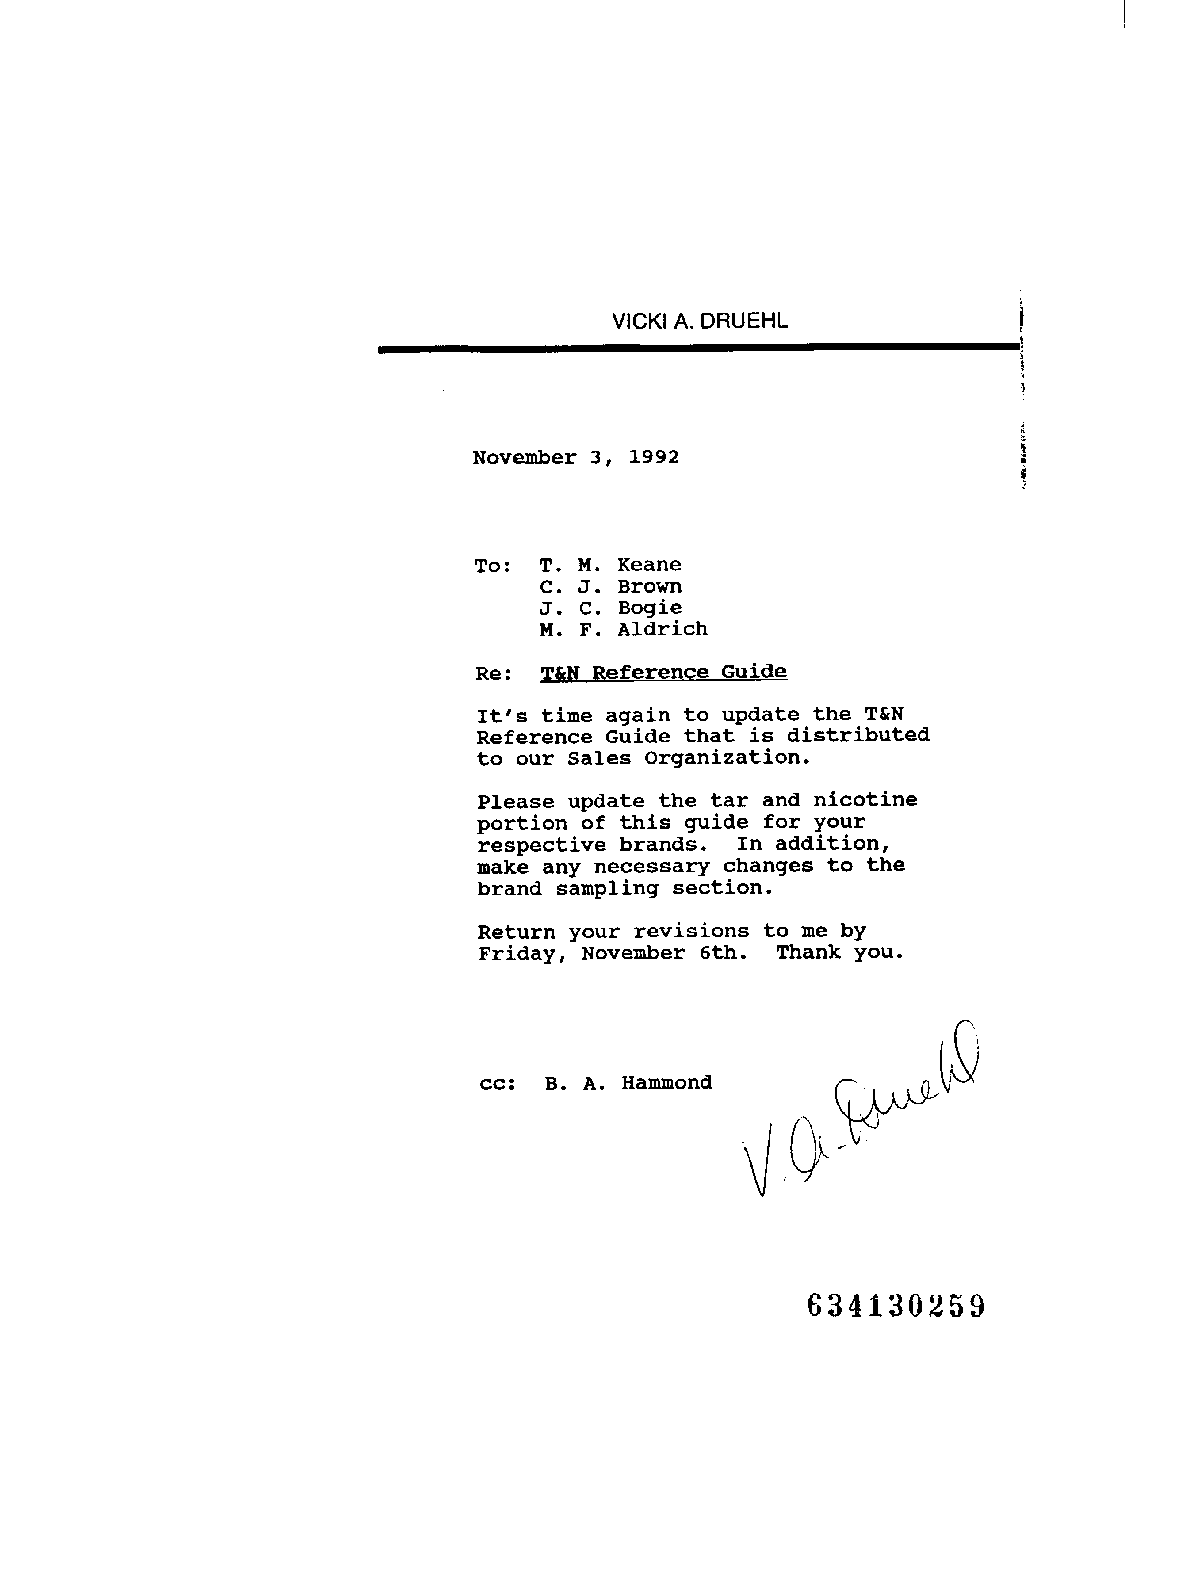 VICKI A. DRUEHL
November 3, 1992
To: T. M. Keane
C. J. Brown
J. C. Bogie
M. F. Aldrich
Re: T&N Reference Guide
It's time again to update the T&N
Reference Guide that is distributed
to our Sales Organization.
Please update the tar and nicotine
portion of this guide for your
respective brands. In addition,
make any necessary changes to the
brand sampling section.
Return your revisions to me by
Friday, November 6th. Thank you.
cc: B. A. Hammond
V. A. Druehl
634130259